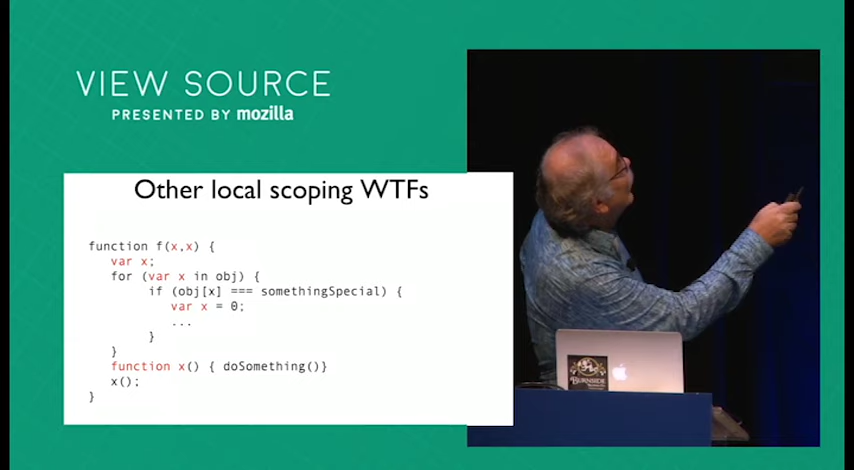 VIEW SOURCE
PRESENTED BY mozilla
Other local scoping WTFs
function f(x,x) {
var x;
for (var x in obj) {
if (obj[x] === somethingSpecial) {
var x = 0;
...
}
}
function x() { doSomething()}
x();
}
BURNSIDE